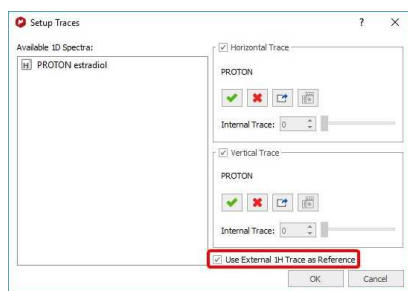 Setup Traces ? X
Available 1D Spectra:
H PROTON estradiol
Horizontal Trace
PROTON
Internal Trace: 0
Vertical Trace
PROTON
Internal Trace: 0
Use External 1H Trace as Reference
OK Cancel